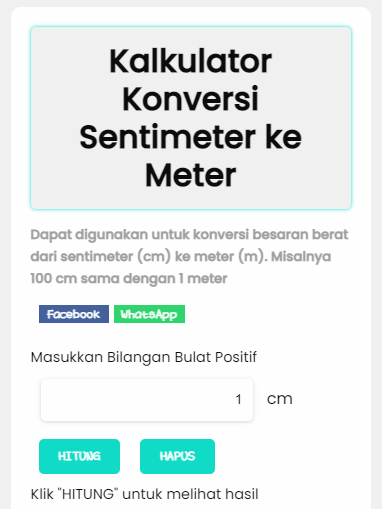 Kalkulator
Konversi
Sentimeter ke
Meter
Dapat digunakan untuk konversi besaran berat
dari sentimeter (cm) ke meter (m). Misalnya
100 cm sama dengan 1 meter
Facebook WhatsApp
Masukkan Bilangan Bulat Positif
1 cm
HITUNG HAPUS
Klik "HITUNG" untuk melihat hasil